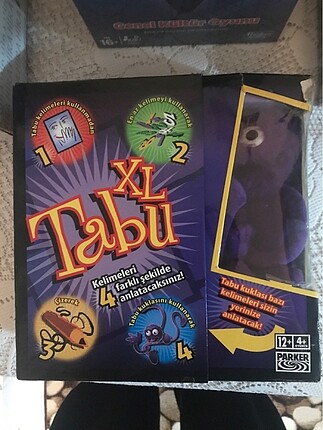 Genel Kültür Oyunu
16+
Tabu kelimeleri kullanmadan
1
En az kelimeyi kullanarak
2
XL
Tabu
Kelimeleri
4 farklı şekilde
anlatacaksınız!
Çizerek
3
Tabu kuklasını kullanarak
4
Tabu kuklası bazı
kelimeleri sizin
yerinize
anlatacak!
12+
4+
PARKER